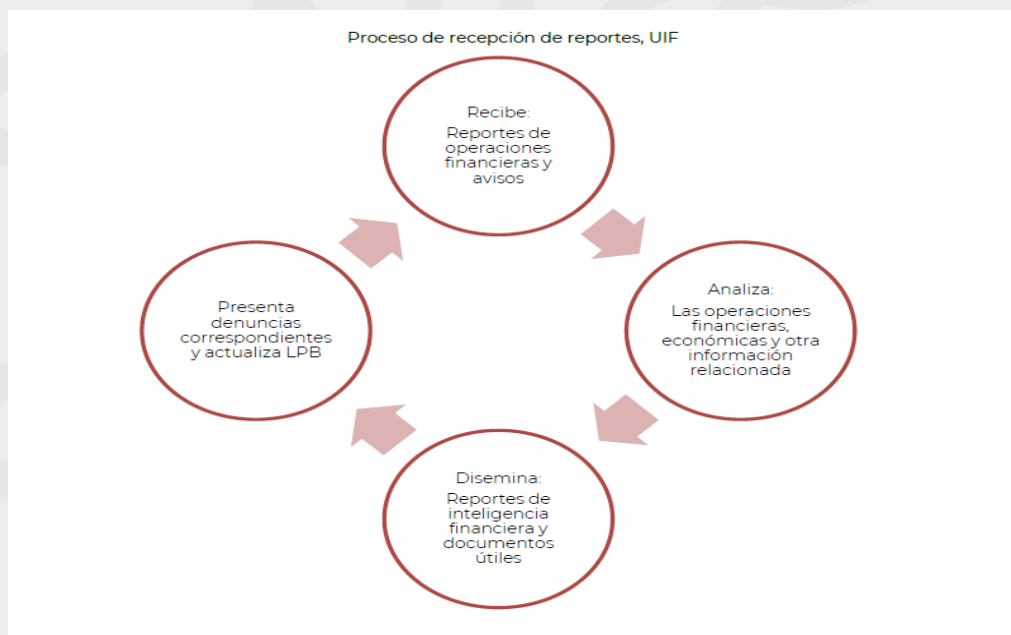 Proceso de recepción de reportes, UIF
Recibe:
Reportes de
operaciones
financieras y
avisos
Analiza:
Las operaciones
financieras,
económicas y otra
información
relacionada
Disemina:
Reportes de
inteligencia
financiera y
documentos
útiles
Presenta
denuncias
correspondientes
y actualiza LPB